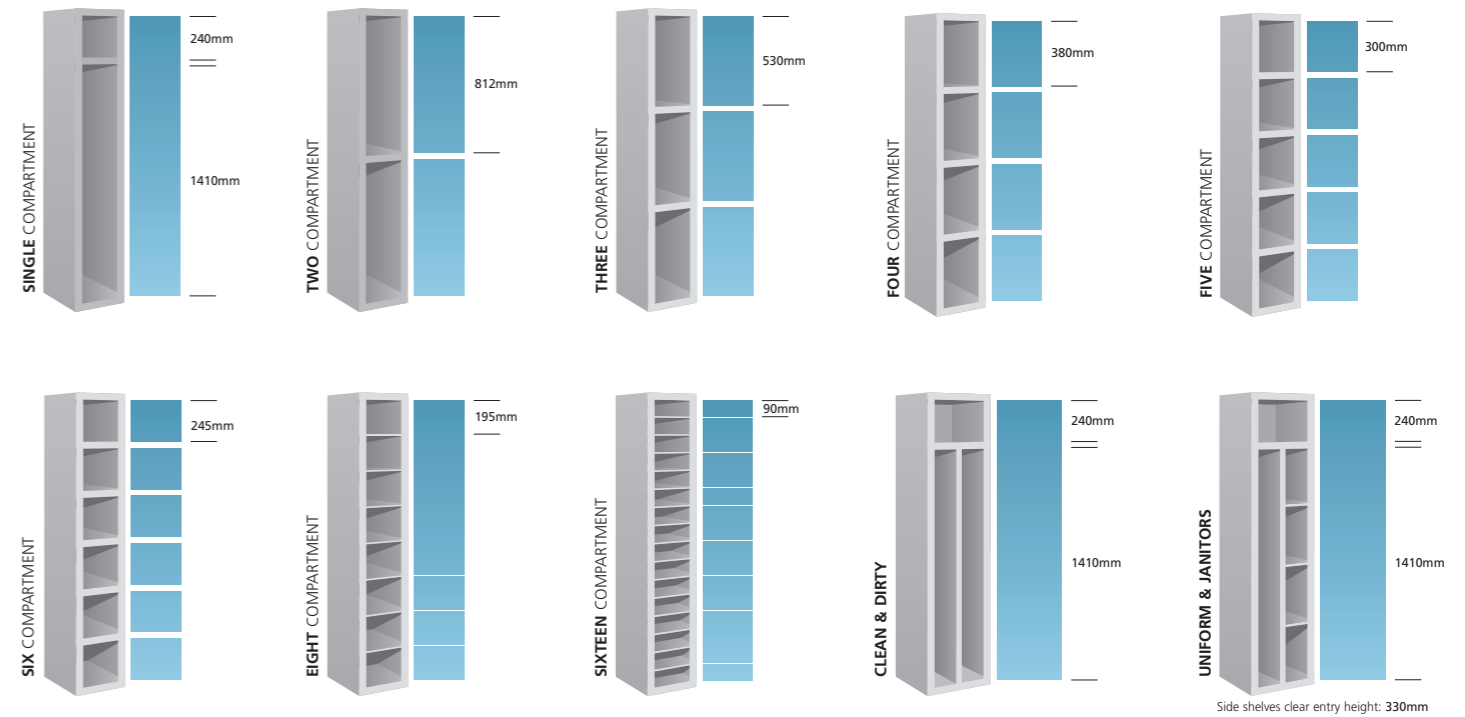 SINGLE COMPARTMENT
240mm
1410mm
TWO COMPARTMENT
812mm
THREE COMPARTMENT
530mm
FOUR COMPARTMENT
380mm
FIVE COMPARTMENT
300mm
SIX COMPARTMENT
245mm
EIGHT COMPARTMENT
195mm
SIXTEEN COMPARTMENT
90mm
CLEAN & DIRTY
240mm
1410mm
UNIFORM & JANITORS
240mm
1410mm
Side shelves clear entry height: 330mm